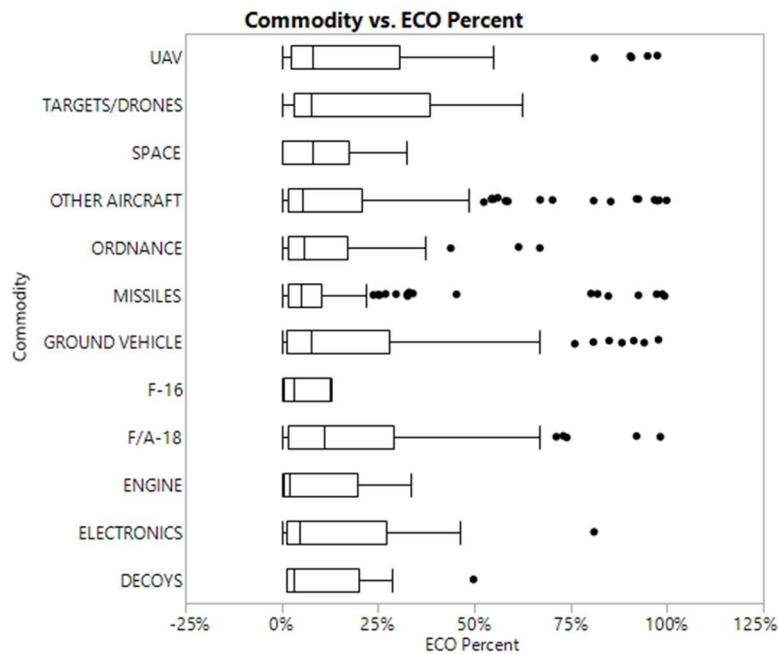 Commodity vs. ECO Percent
UAV
TARGETS/DRONES
SPACE
OTHER AIRCRAFT
ORDNANCE
MISSILES
GROUND VEHICLE
F-16
F/A-18
ENGINE
ELECTRONICS
DECOYS
Commodity
-25% 0% 25% 50% 75% 100% 125%
ECO Percent